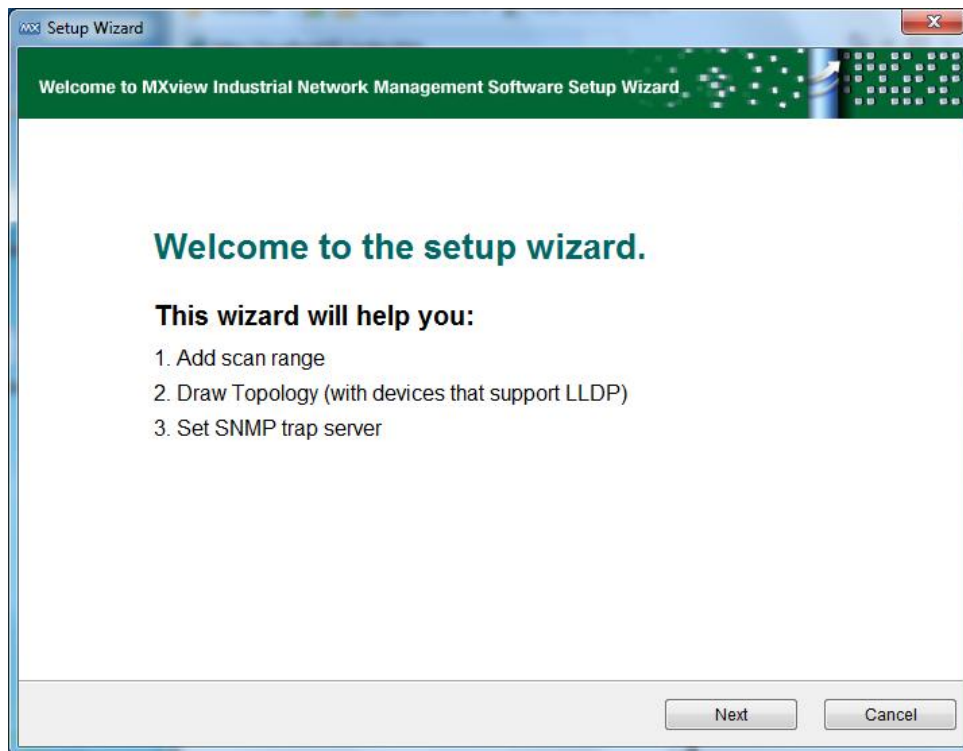 MX Setup Wizard
Welcome to MXview Industrial Network Management Software Setup Wizard
Welcome to the setup wizard.
This wizard will help you:
1. Add scan range
2. Draw Topology (with devices that support LLDP)
3. Set SNMP trap server
Next Cancel